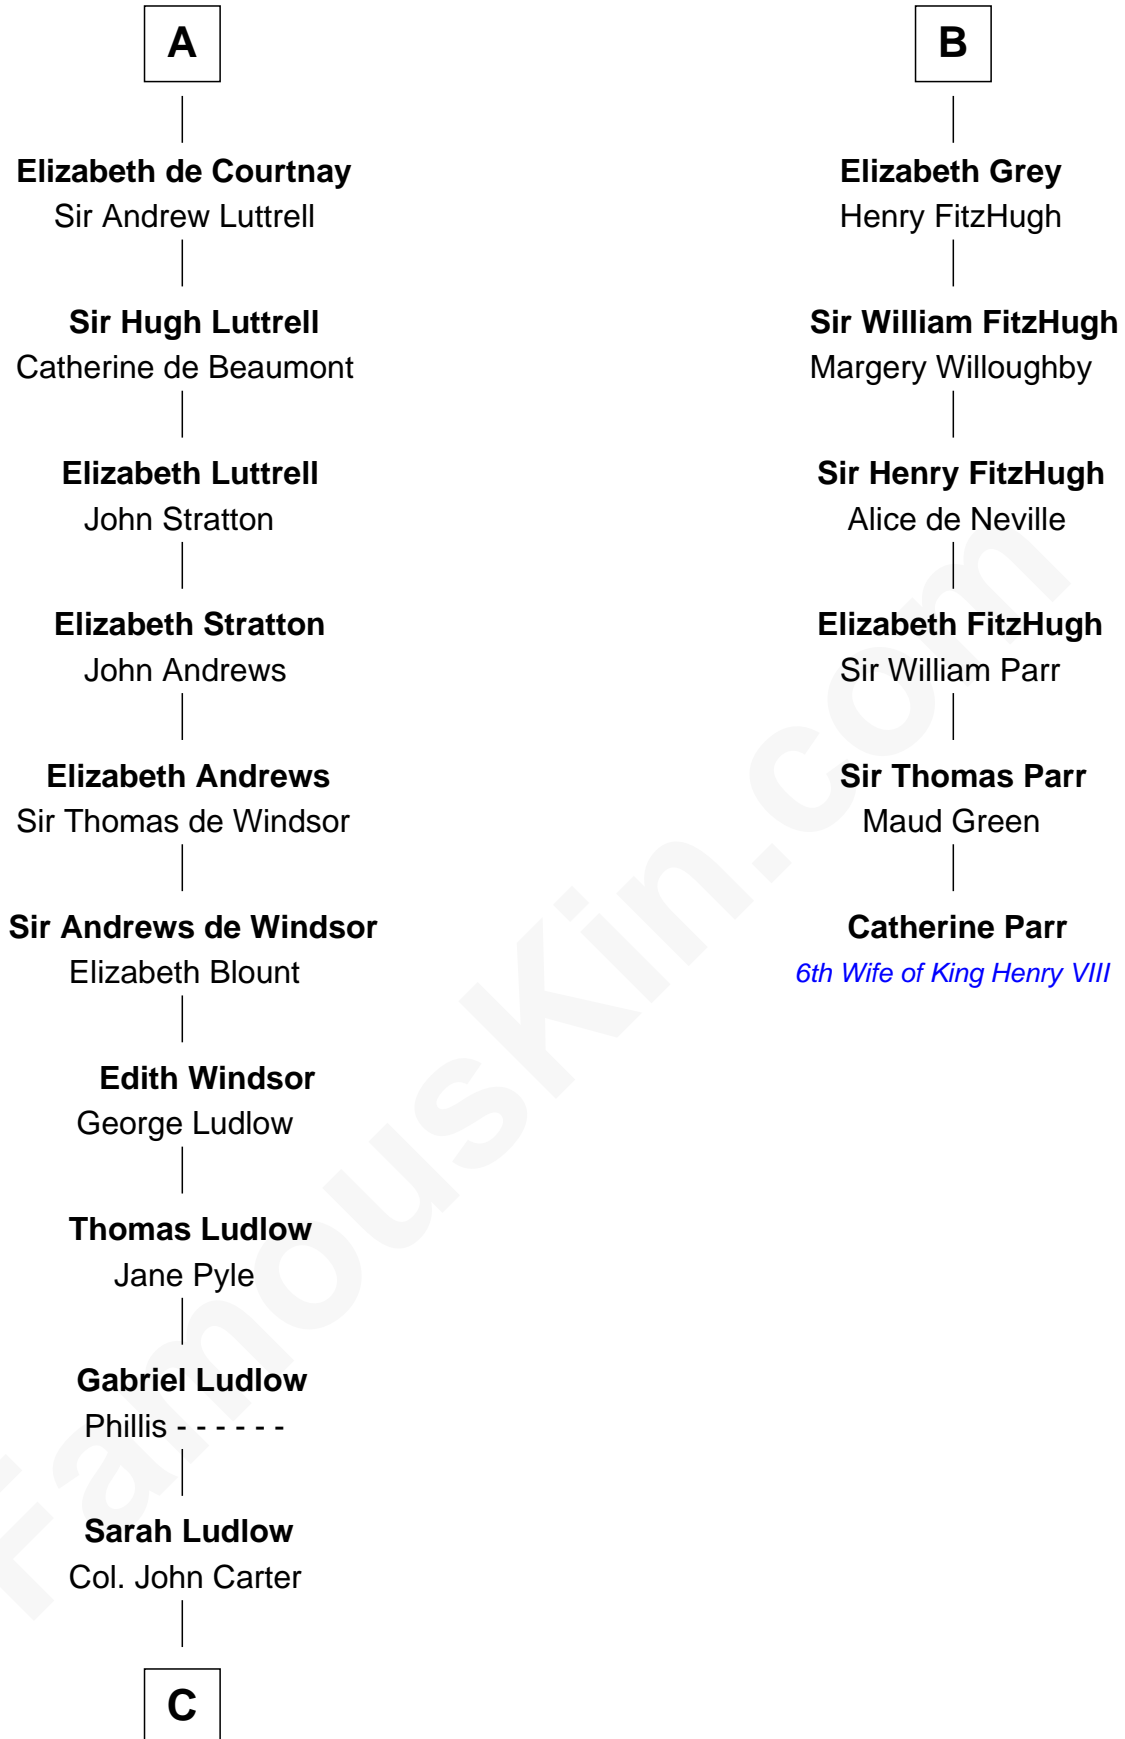 A
Elizabeth de Courtnay
Sir Andrew Luttrell
Sir Hugh Luttrell
Catherine de Beaumont
Elizabeth Luttrell
John Stratton
Elizabeth Stratton
John Andrews
Elizabeth Andrews
Sir Thomas de Windsor
Sir Andrews de Windsor
Elizabeth Blount
Edith Windsor
George Ludlow
Thomas Ludlow
Jane Pyle
Gabriel Ludlow
Phillis - - - - - -
Sarah Ludlow
Col. John Carter
C
B
Elizabeth Grey
Henry FitzHugh
Sir William FitzHugh
Margery Willoughby
Sir Henry FitzHugh
Alice de Neville
Elizabeth FitzHugh
Sir William Parr
Sir Thomas Parr
Maud Green
Catherine Parr
6th Wife of King Henry VIII
FamousKin.com